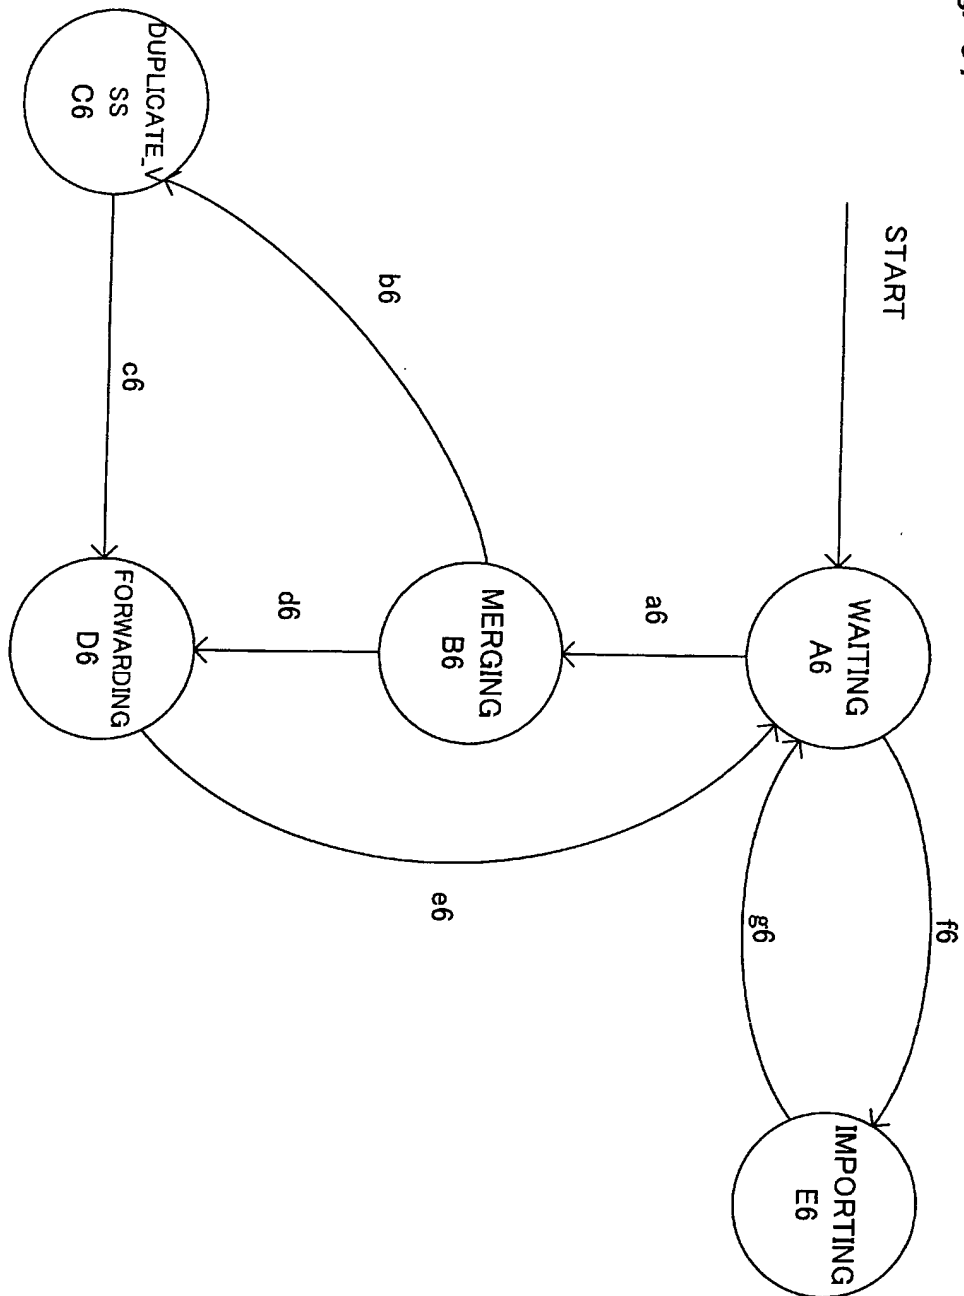 START
WAITING
A6
f6
g6
IMPORTING
E6
a6
MERGING
B6
b6
d6
e6
DUPLICATE_V
SS
C6
c6
FORWARDING
D6